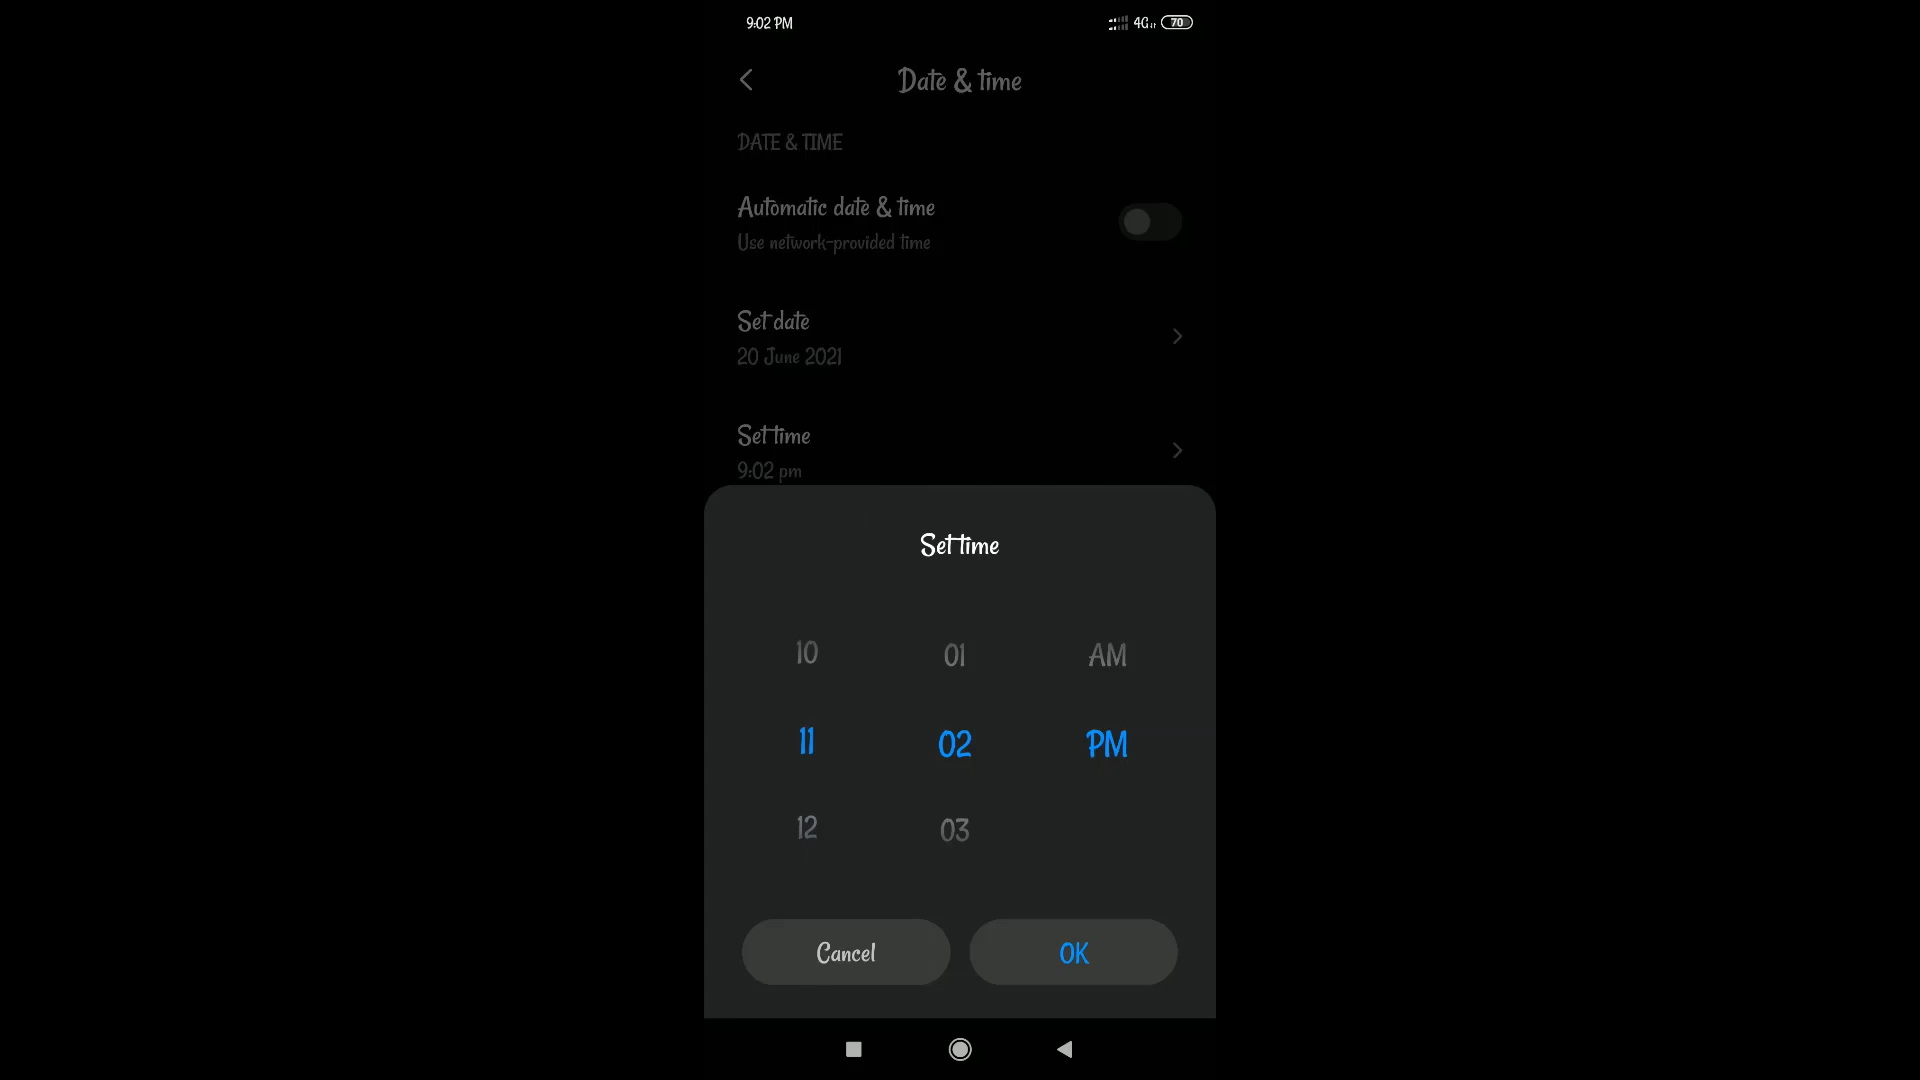 9:02 PM 4G 70
Date & time
DATE & TIME
Automatic date & time
Use network-provided time
Set date
20 June 2021
Set time
9:02 pm
Set time
10 01 AM
11 02 PM
12 03
Cancel OK